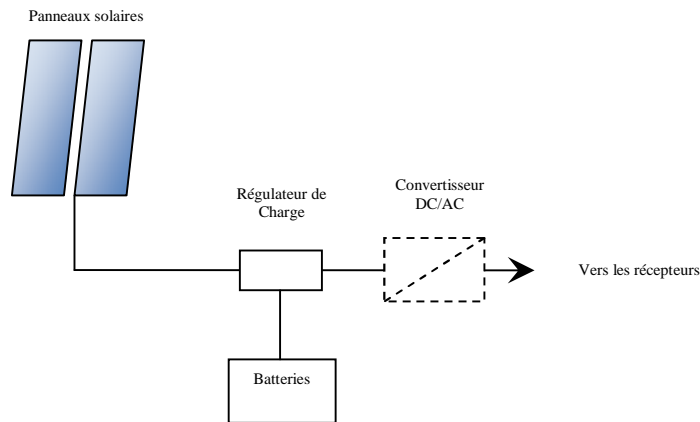 Panneaux solaires
Régulateur de
Charge
Convertisseur
DC/AC
Vers les récepteurs
Batteries